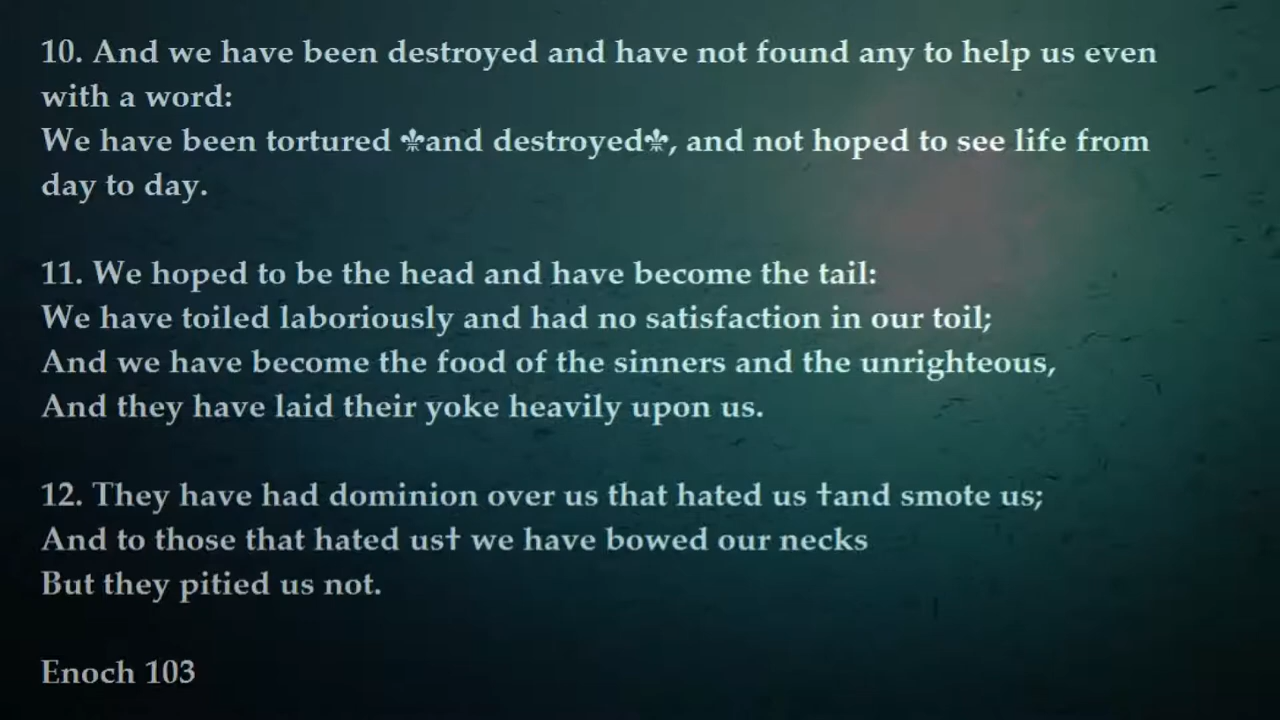 10. And we have been destroyed and have not found any to help us even
with a word:
We have been tortured ⚜and destroyed⚜, and not hoped to see life from
day to day.
11. We hoped to be the head and have become the tail:
We have toiled laboriously and had no satisfaction in our toil;
And we have become the food of the sinners and the unrighteous,
And they have laid their yoke heavily upon us.
12. They have had dominion over us that hated us †and smote us;
And to those that hated us† we have bowed our necks
But they pitied us not.
Enoch 103